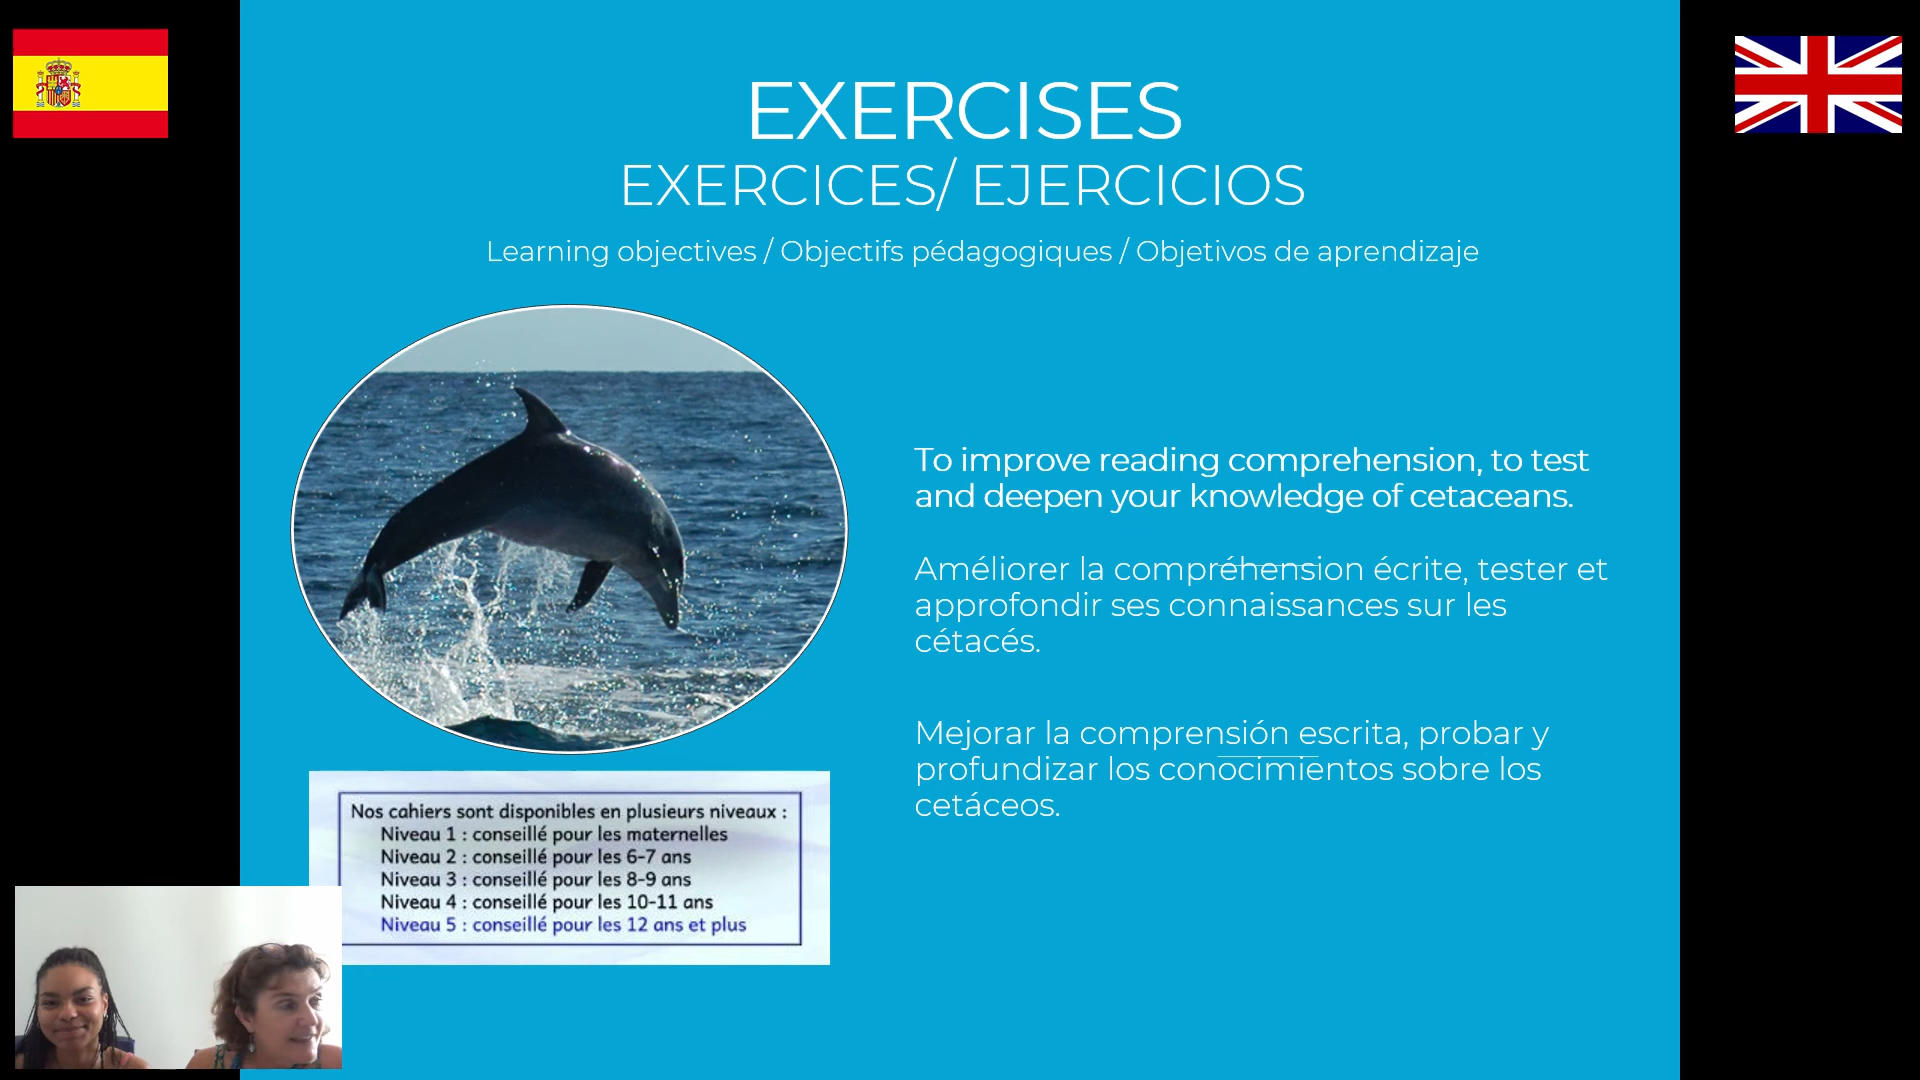 EXERCISES
EXERCICES/ EJERCICIOS
Learning objectives / Objectifs pédagogiques / Objetivos de aprendizaje
To improve reading comprehension, to test
and deepen your knowledge of cetaceans.
Améliorer la compréhension écrite, tester et
approfondir ses connaissances sur les
cétacés.
Mejorar la comprensión escrita, probar y
profundizar los conocimientos sobre los
cetáceos.
Nos cahiers sont disponibles en plusieurs niveaux :
Niveau 1 : conseillé pour les maternelles
Niveau 2 : conseillé pour les 6-7 ans
Niveau 3 : conseillé pour les 8-9 ans
Niveau 4 : conseillé pour les 10-11 ans
Niveau 5 : conseillé pour les 12 ans et plus